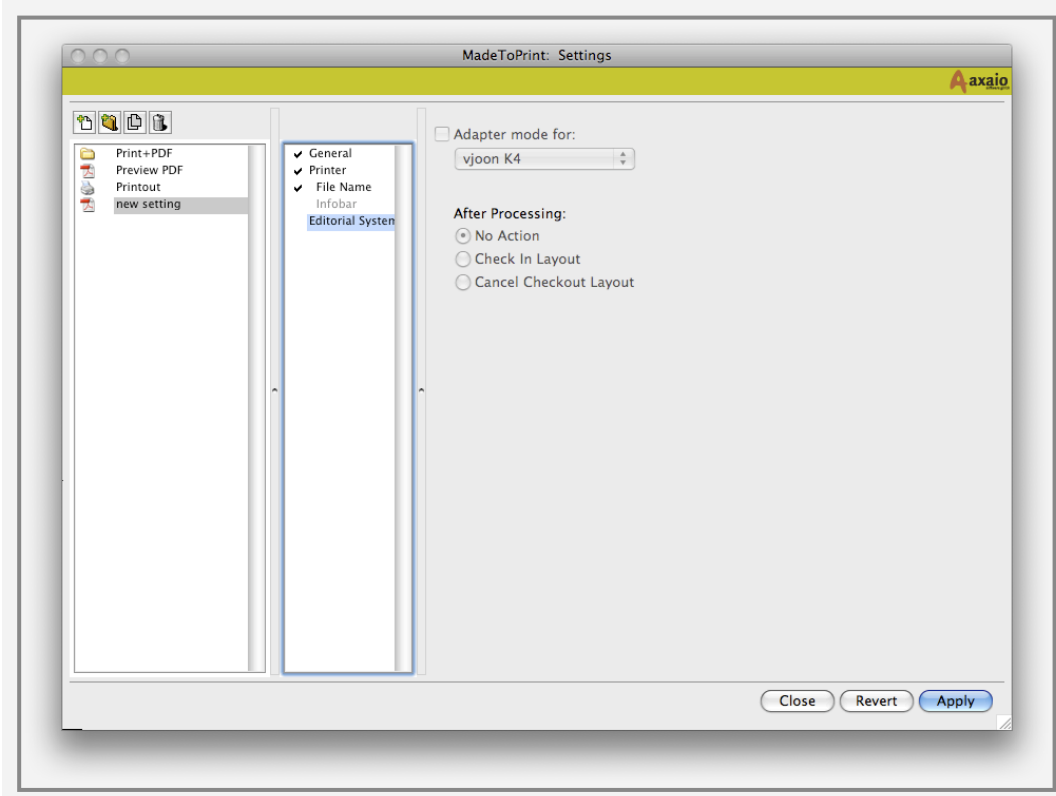 MadeToPrint: Settings
axaio
Print+PDF
Preview PDF
Printout
new setting
General
Printer
File Name
Infobar
Editorial System
Adapter mode for:
vjoon K4
After Processing:
No Action
Check In Layout
Cancel Checkout Layout
Close
Revert
Apply